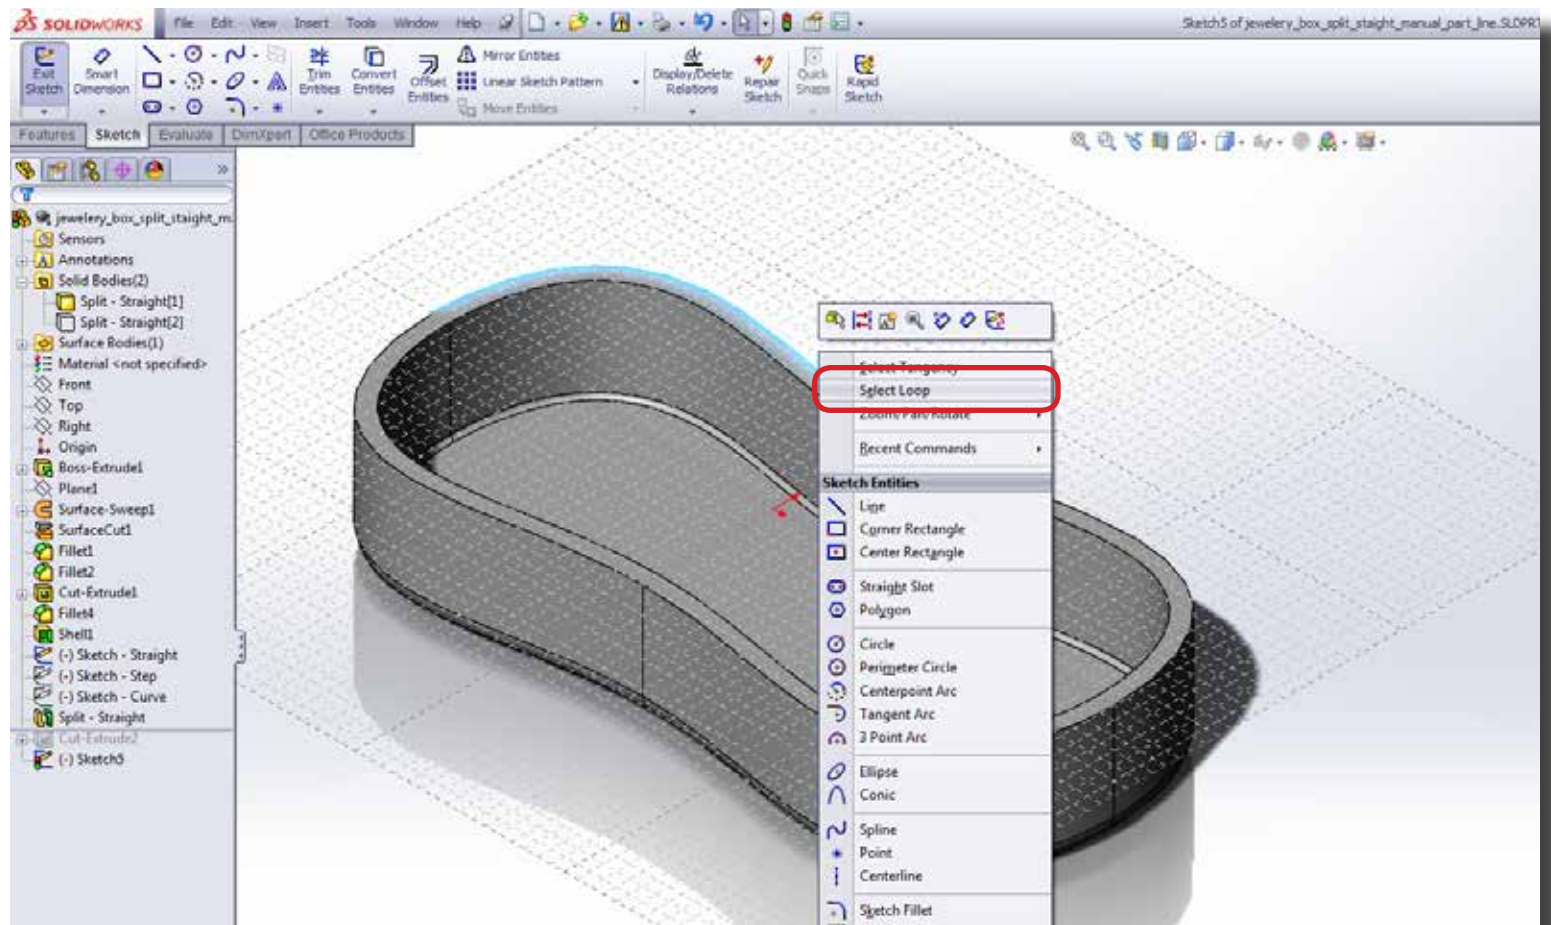 SOLIDWORKS File Edit View Insert Tools Window Help
Sketch5 of jewelery_box_split_staight_manual_part_line.SLDPRT
Exit Sketch
Smart Dimension
Trim Entities
Convert Entities
Offset Entities
Mirror Entities
Linear Sketch Pattern
Move Entities
Display/Delete Relations
Repair Sketch
Quick Snaps
Rapid Sketch
Features Sketch Evaluate DimXpert Office Products
jewelery_box_split_staight_m
Sensors
Annotations
Solid Bodies(2)
Split - Straight[1]
Split - Straight[2]
Surface Bodies(1)
Material <not specified>
Front
Top
Right
Origin
Boss-Extrude1
Plane1
Surface-Sweep1
SurfaceCut1
Fillet1
Fillet2
Cut-Extrude1
Fillet4
Shell1
(-) Sketch - Straight
(-) Sketch - Step
(-) Sketch - Curve
Split - Straight
Cut-Extrude2
(-) Sketch5
Select Tangency
Select Loop
Zoom/Pan/Rotate
Recent Commands
Sketch Entities
Line
Corner Rectangle
Center Rectangle
Straight Slot
Polygon
Circle
Perimeter Circle
Centerpoint Arc
Tangent Arc
3 Point Arc
Ellipse
Conic
Spline
Point
Centerline
Sketch Fillet